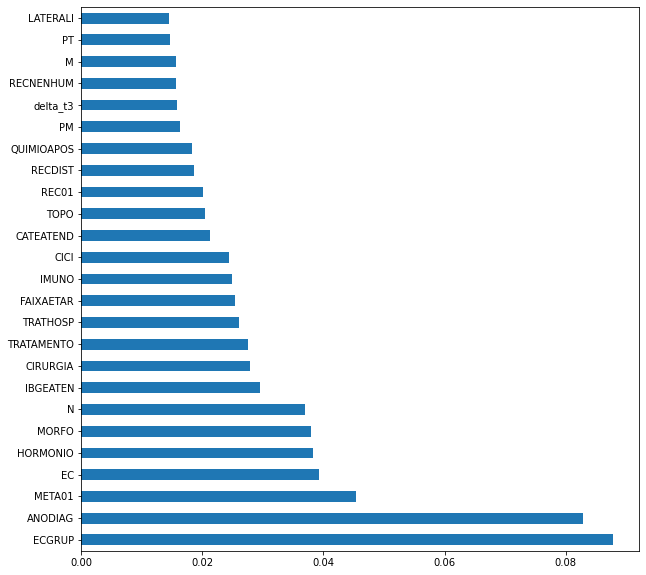 LATERALI
PT
M
RECNENHUM
delta_t3
PM
QUIMIOAPOS
RECDIST
REC01
TOPO
CATEATEND
CICI
IMUNO
FAIXAETAR
TRATHOSP
TRATAMENTO
CIRURGIA
IBGEATEN
N
MORFO
HORMONIO
EC
META01
ANODIAG
ECGRUP
0.00 0.02 0.04 0.06 0.08